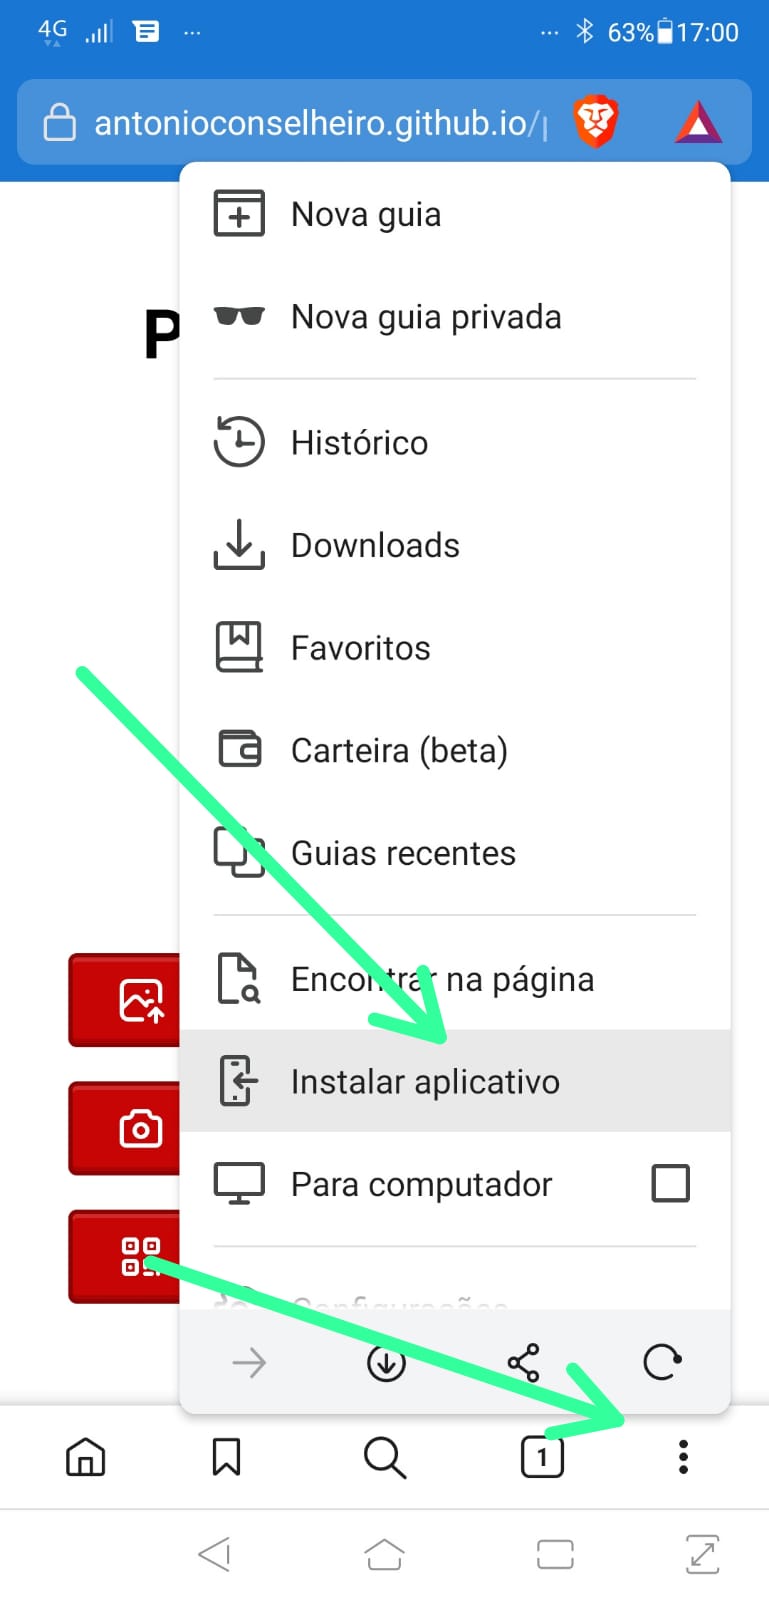 4G
63% 17:00
antonioconselheiro.github.io/
P
Nova guia
Nova guia privada
Histórico
Downloads
Favoritos
Carteira (beta)
Guias recentes
Encontrar na página
Instalar aplicativo
Para computador
Configurações
1